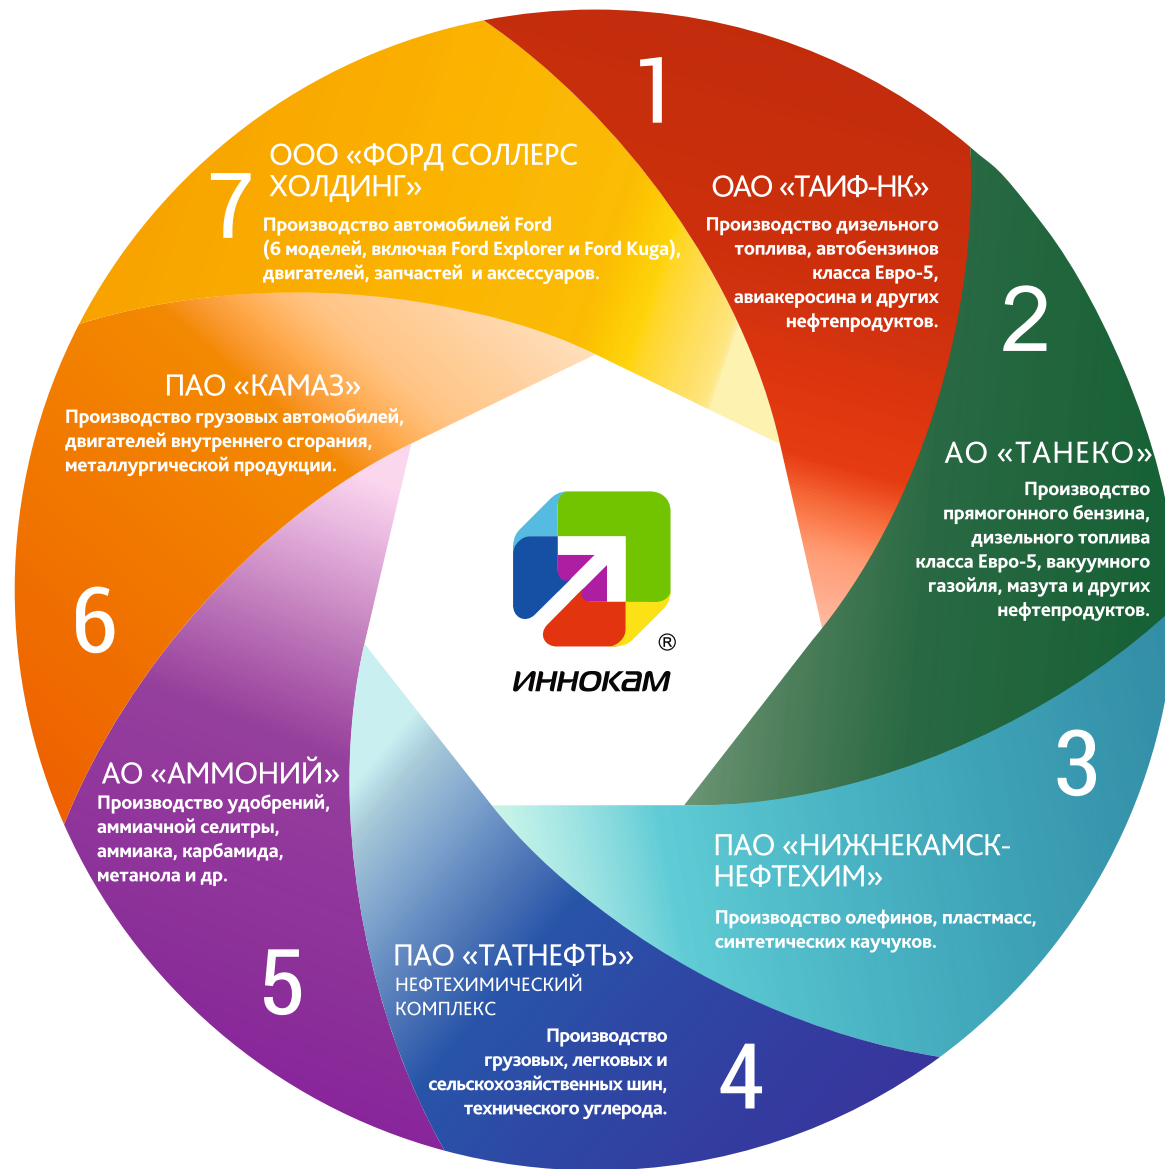 1
ОАО «ТАИФ-НК»
Производство дизельного
топлива, автобензинов
класса Евро-5,
авиакеросина и других
нефтепродуктов.
2
АО «ТАНЕКО»
Производство
прямогонного бензина,
дизельного топлива
класса Евро-5, вакуумного
газойля, мазута и других
нефтепродуктов.
3
ПАО «НИЖНЕКАМСК-
НЕФТЕХИМ»
Производство олефинов, пластмасс,
синтетических каучуков.
4
ПАО «ТАТНЕФТЬ»
НЕФТЕХИМИЧЕСКИЙ
КОМПЛЕКС
Производство
грузовых, легковых и
сельскохозяйственных шин,
технического углерода.
5
АО «АММОНИЙ»
Производство удобрений,
аммиачной селитры,
аммиака, карбамида,
метанола и др.
6
ПАО «КАМАЗ»
Производство грузовых автомобилей,
двигателей внутреннего сгорания,
металлургической продукции.
7
ООО «ФОРД СОЛЛЕРС
ХОЛДИНГ»
Производство автомобилей Ford
(6 моделей, включая Ford Explorer и Ford Kuga),
двигателей, запчастей и аксессуаров.
®
ИННОКАМ